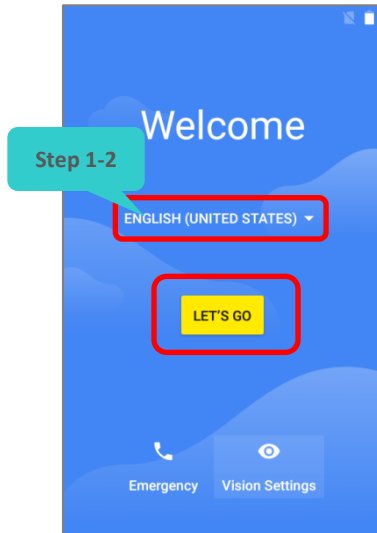 Welcome
Step 1-2
ENGLISH (UNITED STATES)
LET'S GO
Emergency Vision Settings